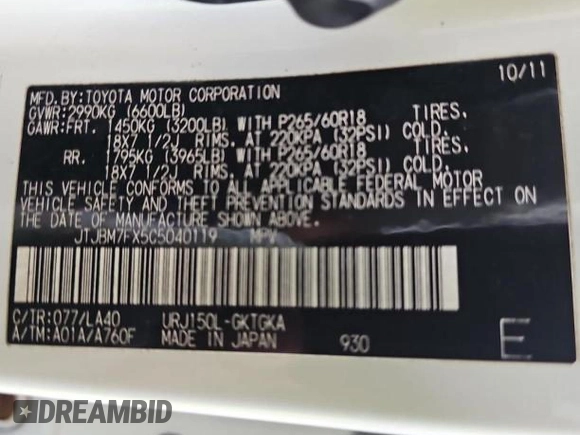 10/11
MFD.BY:TOYOTA MOTOR CORPORATION
GVWR:2990KG (6600LB)
GAWR:FRT. 1450KG (3200LB) WITH P265/60R18 TIRES.
18X7 1/2J RIMS. AT 220KPA (32PSI) COLD.
RR. 1795KG (3965LB) WITH P265/60R18 TIRES.
18X7 1/2J RIMS. AT 220KPA (32PSI) COLD.
THIS VEHICLE CONFORMS TO ALL APPLICABLE FEDERAL MOTOR
VEHICLE SAFETY AND THEFT PREVENTION STANDARDS IN EFFECT ON
THE DATE OF MANUFACTURE SHOWN ABOVE.
JTJBM7FX5C5040119 MPV
C/TR:077/LA40 URJ150L-GKTGKA
A/TM:A01A/A760F MADE IN JAPAN 930 E
DREAMBID